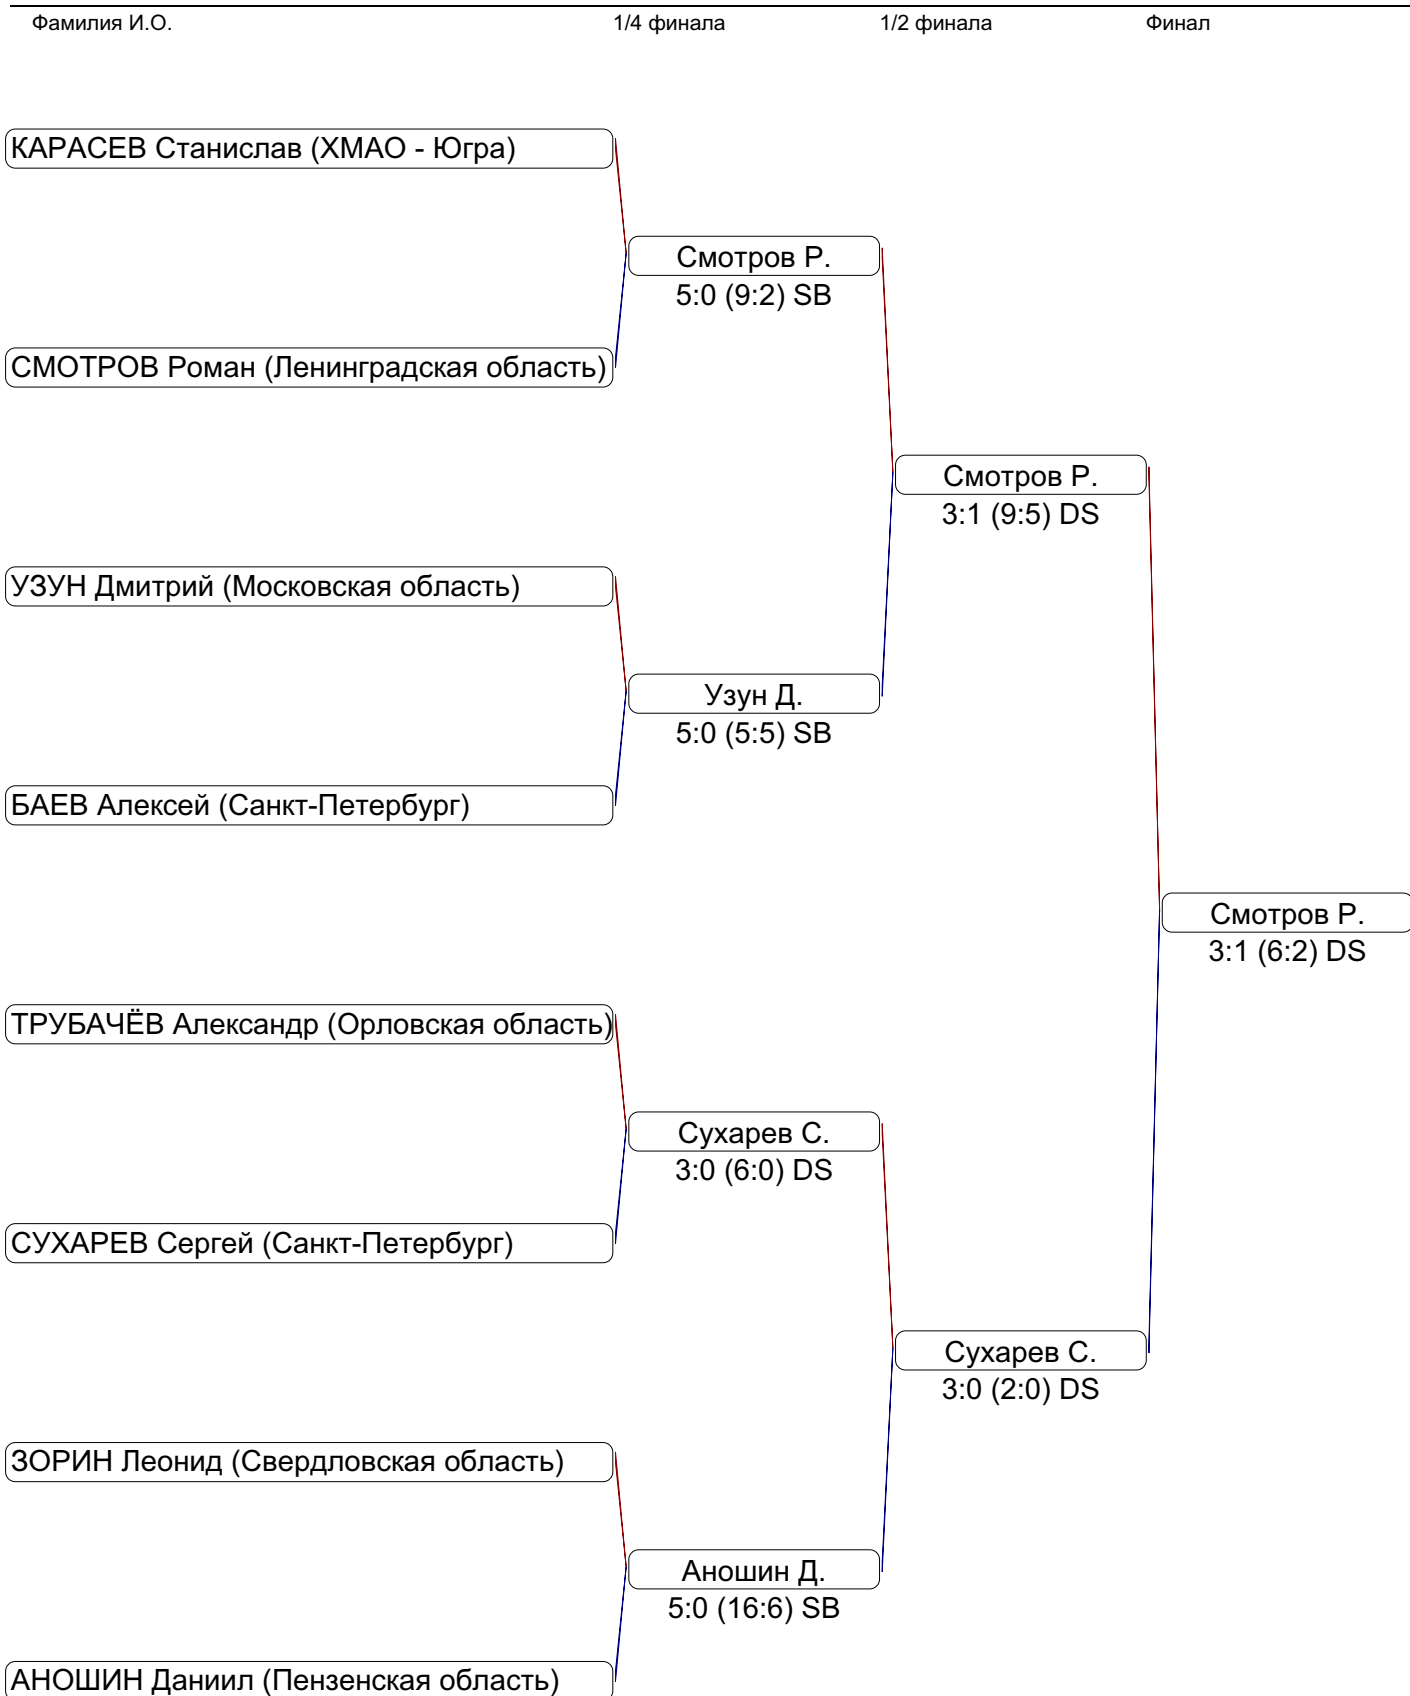 Фамилия И.О. 1/4 финала 1/2 финала Финал
КАРАСЕВ Станислав (ХМАО - Югра)
Смотров Р.
5:0 (9:2) SB
СМОТРОВ Роман (Ленинградская область)
Смотров Р.
3:1 (9:5) DS
УЗУН Дмитрий (Московская область)
Узун Д.
5:0 (5:5) SB
БАЕВ Алексей (Санкт-Петербург)
Смотров Р.
3:1 (6:2) DS
ТРУБАЧЁВ Александр (Орловская область)
Сухарев С.
3:0 (6:0) DS
СУХАРЕВ Сергей (Санкт-Петербург)
Сухарев С.
3:0 (2:0) DS
ЗОРИН Леонид (Свердловская область)
Аношин Д.
5:0 (16:6) SB
АНОШИН Даниил (Пензенская область)